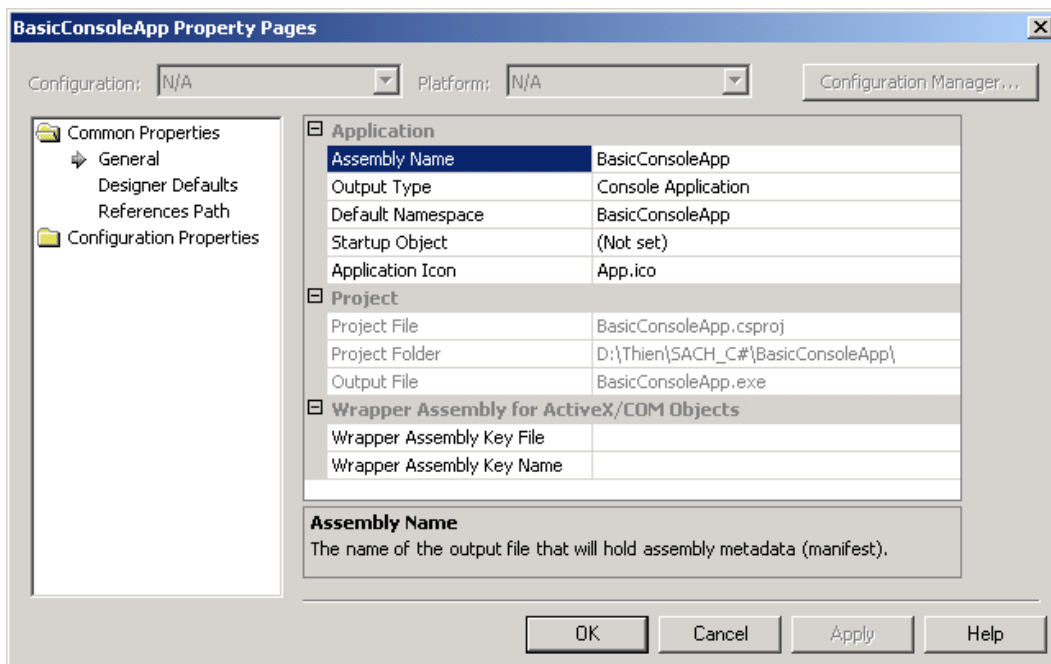 BasicConsoleApp Property Pages
Configuration: N/A Platform: N/A Configuration Manager...
Common Properties
General
Designer Defaults
References Path
Configuration Properties
Application
Assembly Name BasicConsoleApp
Output Type Console Application
Default Namespace BasicConsoleApp
Startup Object (Not set)
Application Icon App.ico
Project
Project File BasicConsoleApp.csproj
Project Folder D:\Thien\SACH_C#\BasicConsoleApp\
Output File BasicConsoleApp.exe
Wrapper Assembly for ActiveX/COM Objects
Wrapper Assembly Key File
Wrapper Assembly Key Name
Assembly Name
The name of the output file that will hold assembly metadata (manifest).
OK Cancel Apply Help